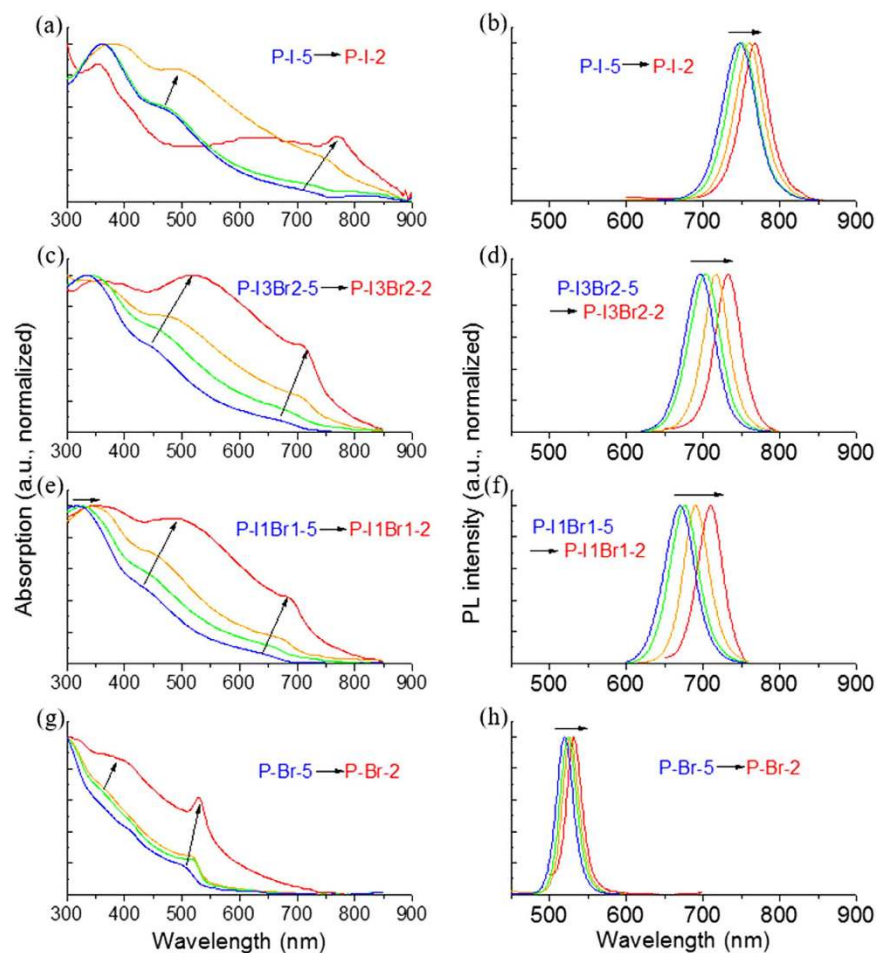 (a)
P-I-5 → P-I-2
300 400 500 600 700 800 900
(b)
P-I-5 → P-I-2
500 600 700 800 900
(c)
P-I3Br2-5 → P-I3Br2-2
300 400 500 600 700 800 900
(d)
P-I3Br2-5
→ P-I3Br2-2
500 600 700 800 900
(e)
P-I1Br1-5 → P-I1Br1-2
300 400 500 600 700 800 900
(f)
P-I1Br1-5
→ P-I1Br1-2
500 600 700 800 900
(g)
P-Br-5 → P-Br-2
300 400 500 600 700 800 900
(h)
P-Br-5 → P-Br-2
500 600 700 800 900
Absorption (a.u., normalized)
PL intensity (a.u., normalized)
Wavelength (nm)
Wavelength (nm)